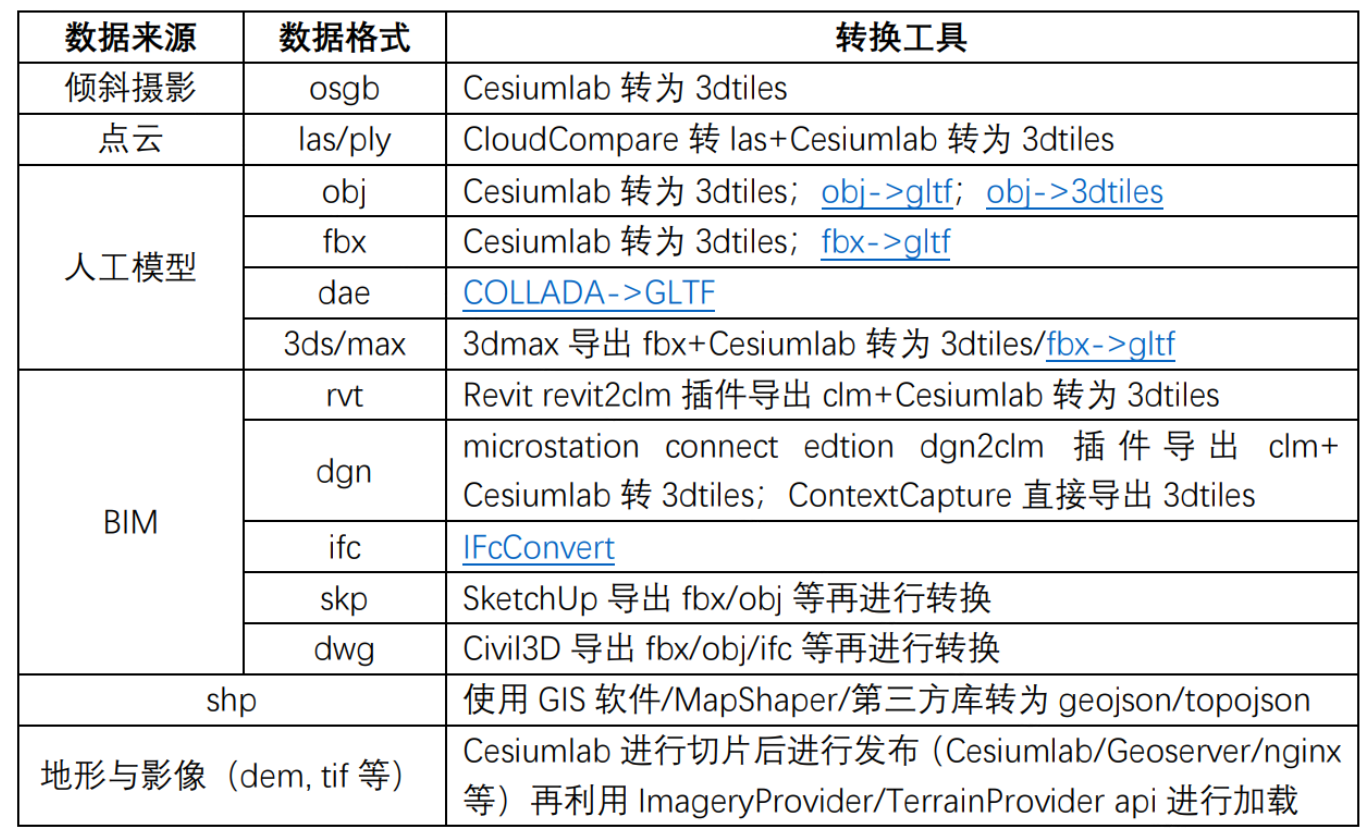 数据来源 数据格式 转换工具
倾斜摄影 osgb Cesiumlab 转为 3dtiles
点云 las/ply CloudCompare 转 las+Cesiumlab 转为 3dtiles
人工模型 obj Cesiumlab 转为 3dtiles；obj->gltf；obj->3dtiles
fbx Cesiumlab 转为 3dtiles；fbx->gltf
dae COLLADA->GLTF
3ds/max 3dmax 导出 fbx+Cesiumlab 转为 3dtiles/fbx->gltf
BIM rvt Revit revit2clm 插件导出 clm+Cesiumlab 转为 3dtiles
dgn microstation connect edtion dgn2clm 插件导出 clm+
Cesiumlab 转 3dtiles；ContextCapture 直接导出 3dtiles
ifc IFcConvert
skp SketchUp 导出 fbx/obj 等再进行转换
dwg Civil3D 导出 fbx/obj/ifc 等再进行转换
shp 使用 GIS 软件/MapShaper/第三方库转为 geojson/topojson
地形与影像（dem, tif 等） Cesiumlab 进行切片后进行发布（Cesiumlab/Geoserver/nginx
等）再利用 ImageryProvider/TerrainProvider api 进行加载